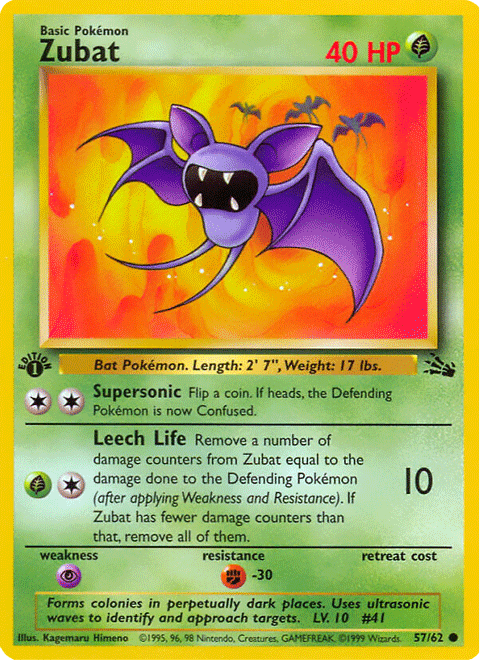 Basic Pokémon
Zubat 40 HP
EDITION
1
Bat Pokémon. Length: 2' 7", Weight: 17 lbs.
Supersonic Flip a coin. If heads, the Defending
Pokémon is now Confused.
Leech Life Remove a number of
damage counters from Zubat equal to the
damage done to the Defending Pokémon
(after applying Weakness and Resistance). If
Zubat has fewer damage counters than
that, remove all of them.
10
weakness resistance retreat cost
-30
Forms colonies in perpetually dark places. Uses ultrasonic
waves to identify and approach targets. LV. 10 #41
Illus. Kagemaru Himeno ©1995, 96, 98 Nintendo, Creatures, GAMEFREAK. ©1999 Wizards. 57/62